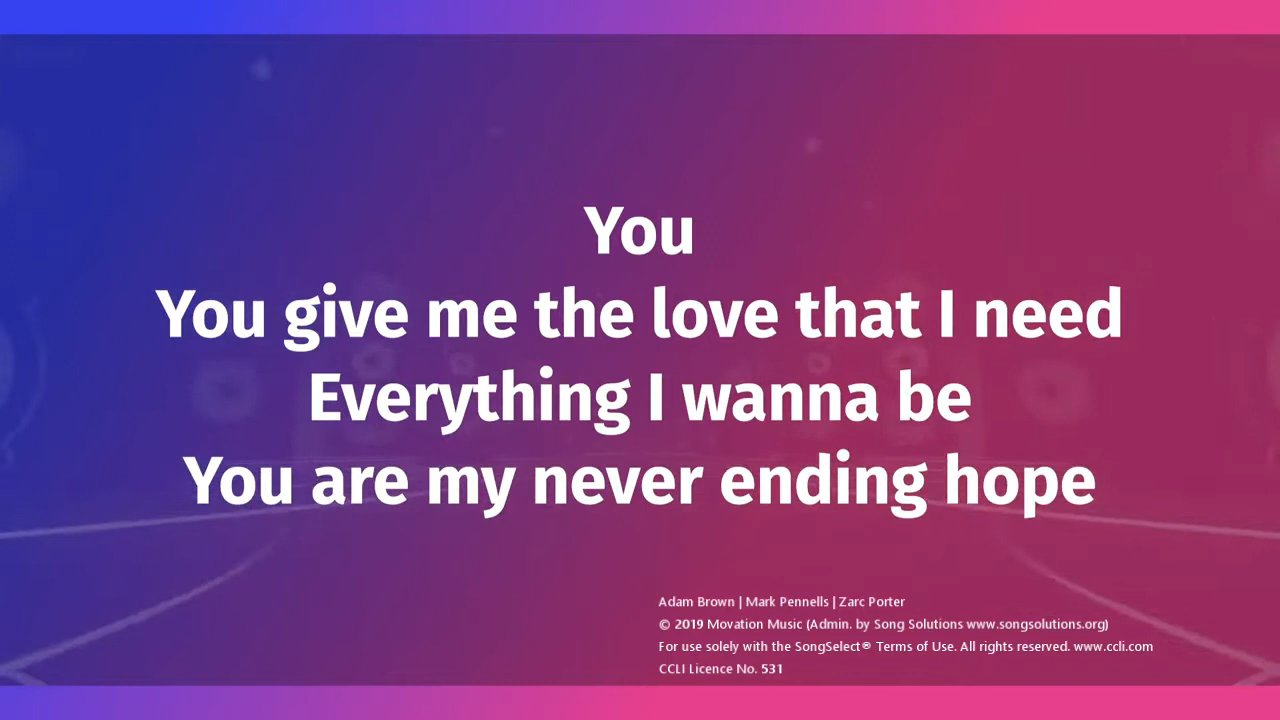 You
You give me the love that I need
Everything I wanna be
You are my never ending hope
Adam Brown | Mark Pennells | Zarc Porter
© 2019 Movation Music (Admin. by Song Solutions www.songsolutions.org)
For use solely with the SongSelect® Terms of Use. All rights reserved. www.ccli.com
CCLI Licence No. 531